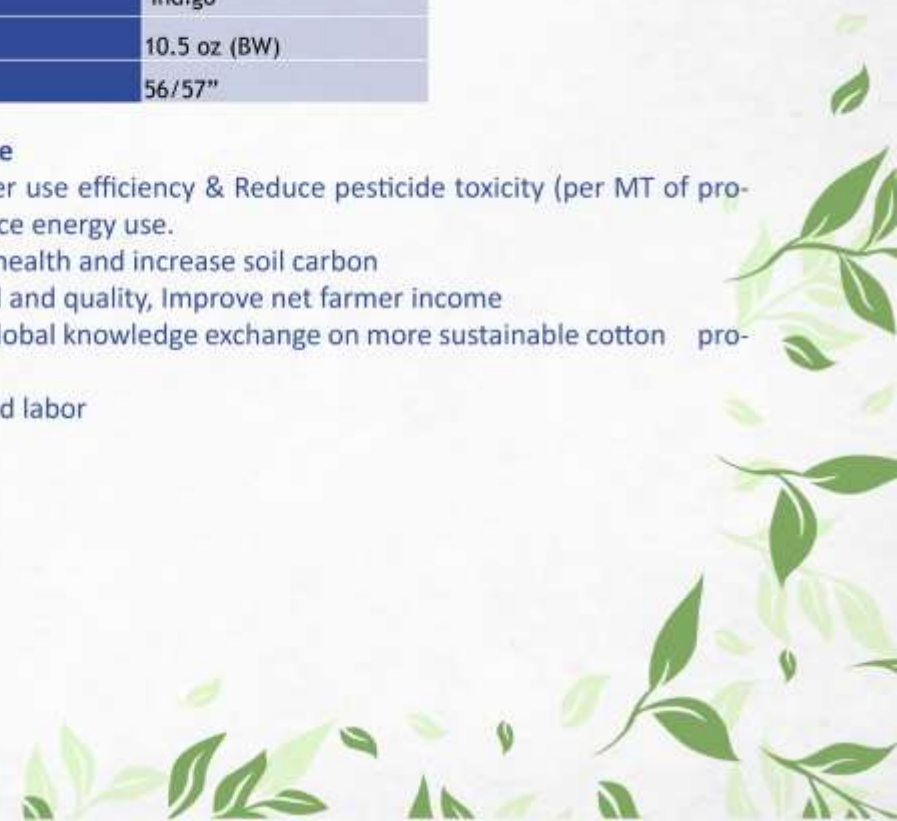 Indigo
10.5 oz (BW)
56/57”
e
er use efficiency & Reduce pesticide toxicity (per MT of pro-
ce energy use.
health and increase soil carbon
l and quality, Improve net farmer income
lobal knowledge exchange on more sustainable cotton pro-
d labor